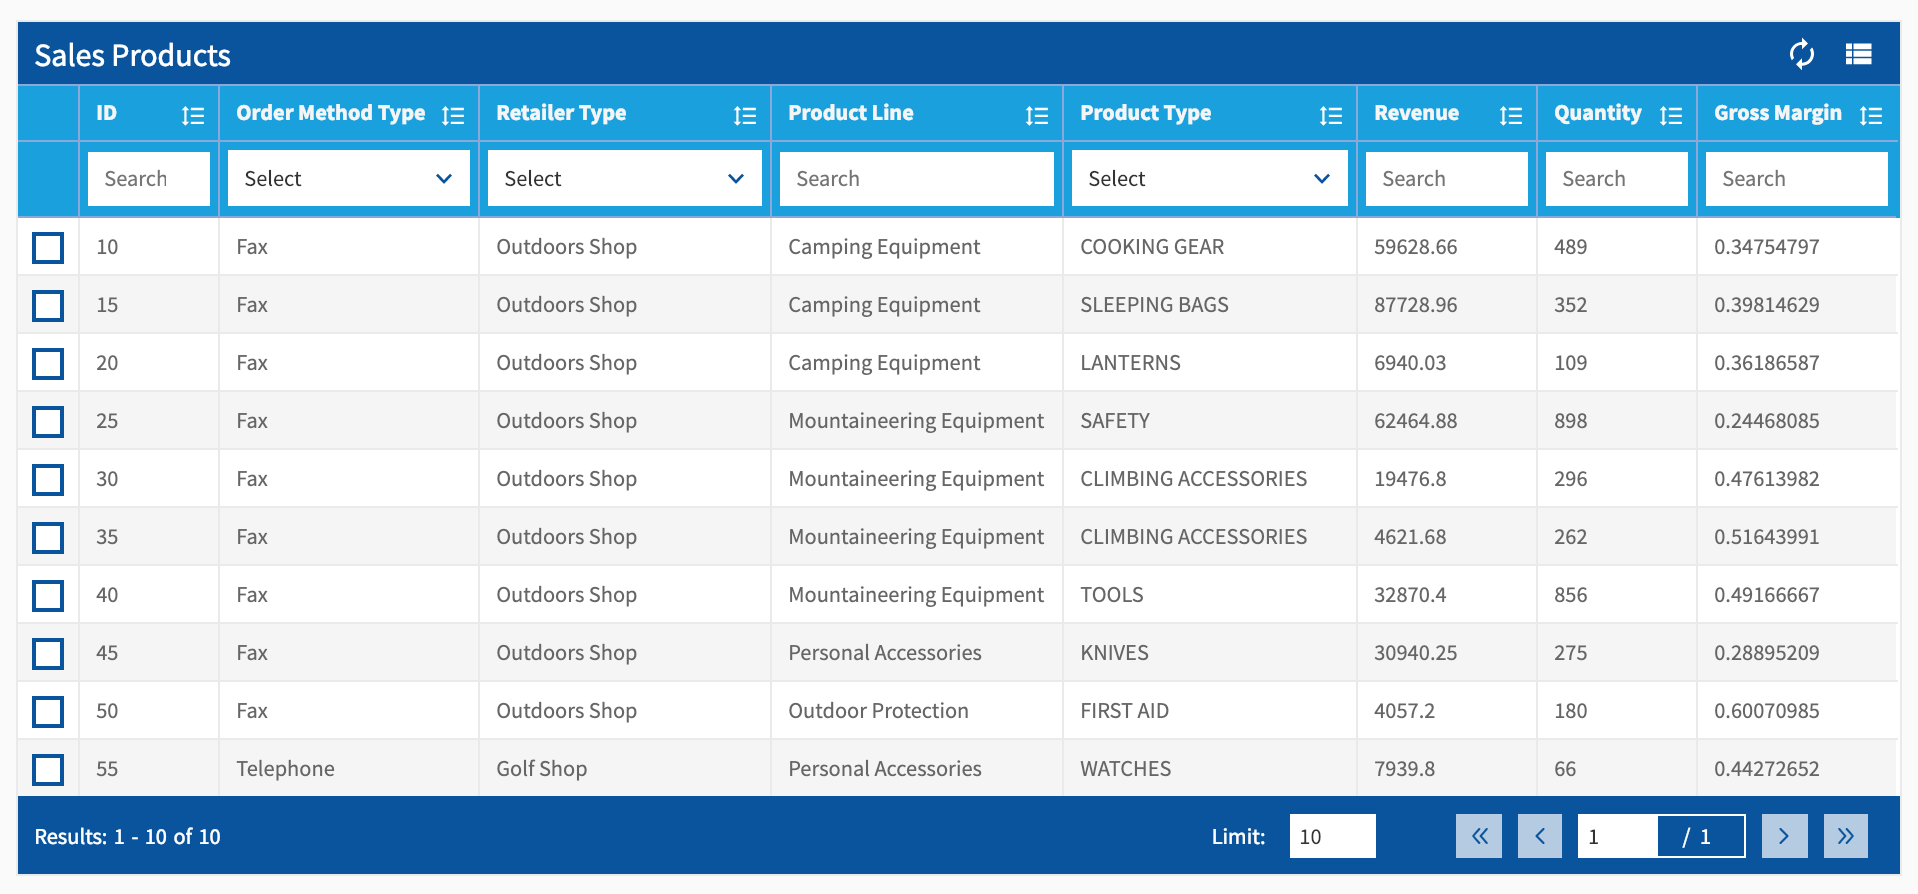 Sales Products
ID Order Method Type Retailer Type Product Line Product Type Revenue Quantity Gross Margin
Search Select Select Search Select Search Search Search
10 Fax Outdoors Shop Camping Equipment COOKING GEAR 59628.66 489 0.34754797
15 Fax Outdoors Shop Camping Equipment SLEEPING BAGS 87728.96 352 0.39814629
20 Fax Outdoors Shop Camping Equipment LANTERNS 6940.03 109 0.36186587
25 Fax Outdoors Shop Mountaineering Equipment SAFETY 62464.88 898 0.24468085
30 Fax Outdoors Shop Mountaineering Equipment CLIMBING ACCESSORIES 19476.8 296 0.47613982
35 Fax Outdoors Shop Mountaineering Equipment CLIMBING ACCESSORIES 4621.68 262 0.51643991
40 Fax Outdoors Shop Mountaineering Equipment TOOLS 32870.4 856 0.49166667
45 Fax Outdoors Shop Personal Accessories KNIVES 30940.25 275 0.28895209
50 Fax Outdoors Shop Outdoor Protection FIRST AID 4057.2 180 0.60070985
55 Telephone Golf Shop Personal Accessories WATCHES 7939.8 66 0.44272652
Results: 1 - 10 of 10 Limit: 10 1 / 1